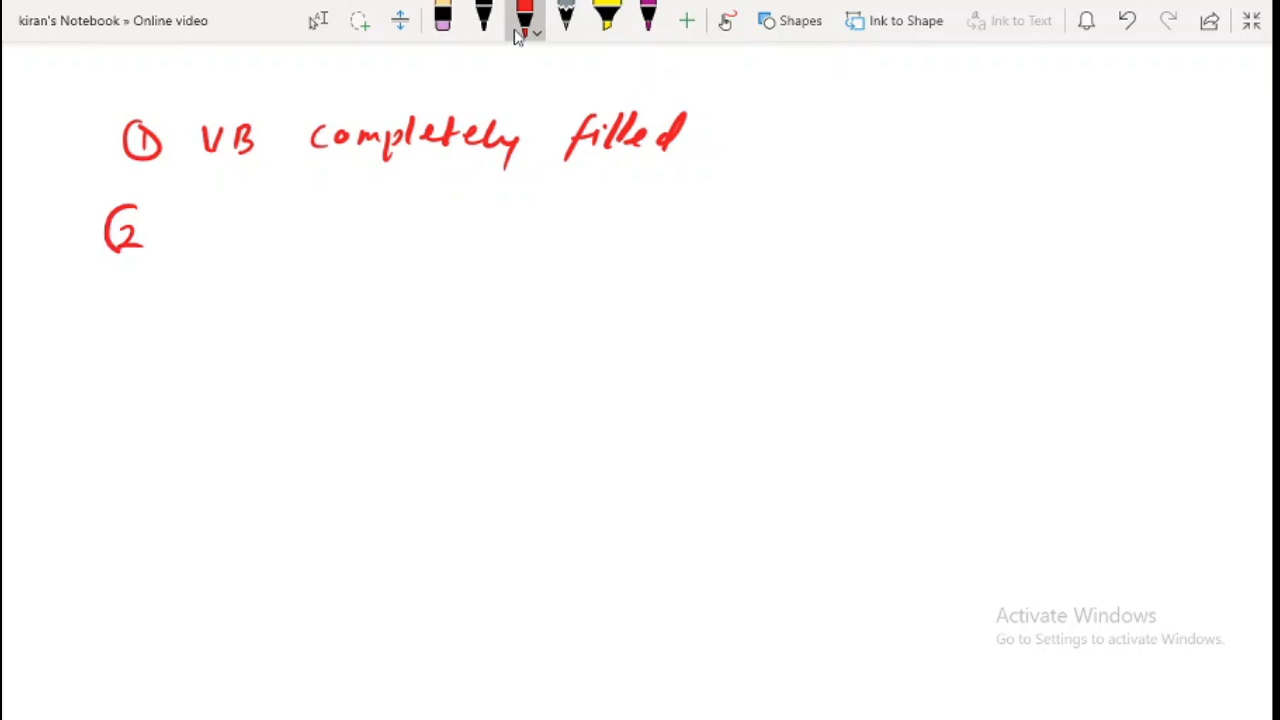 kiran's Notebook » Online video
Shapes
Ink to Shape
Ink to Text
① VB completely filled
②
Activate Windows
Go to Settings to activate Windows.